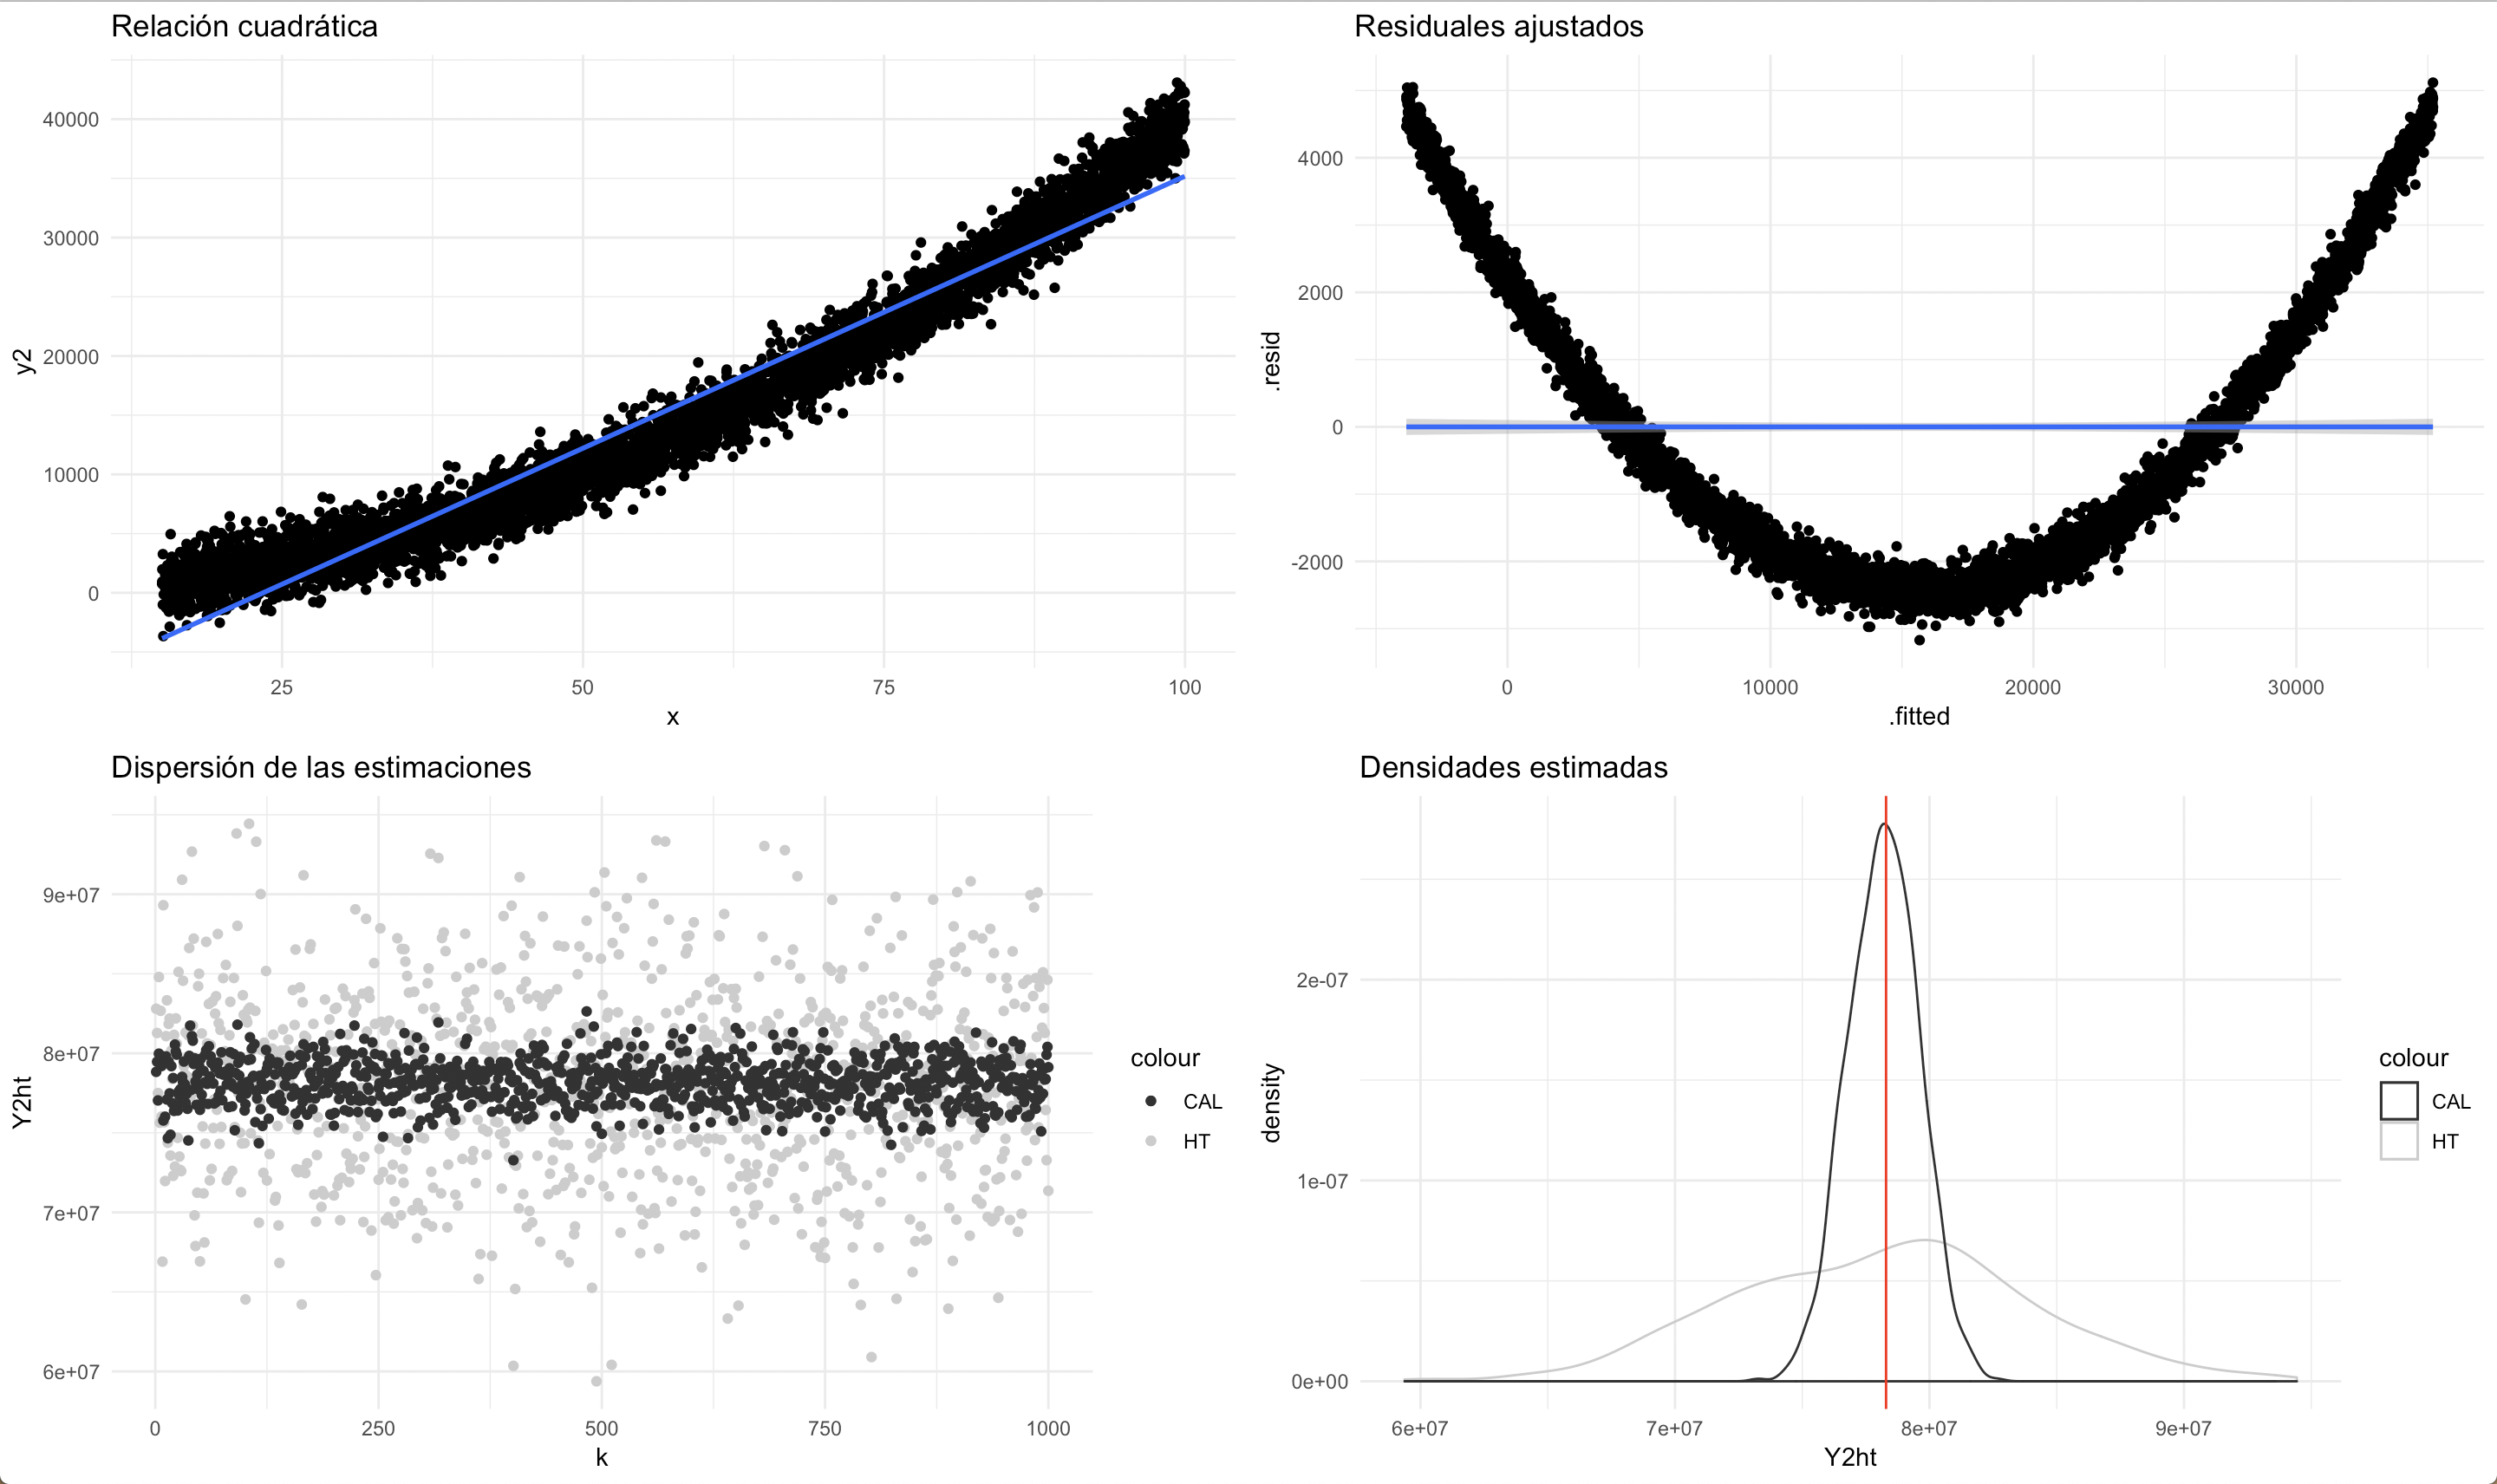 Relación cuadrática
y2
40000
30000
20000
10000
0
25 50 75 100
x
Residuales ajustados
.resid
4000
2000
0
-2000
0 10000 20000 30000
.fitted
Dispersión de las estimaciones
Y2ht
9e+07
8e+07
7e+07
6e+07
0 250 500 750 1000
k
colour
CAL
HT
Densidades estimadas
density
2e-07
1e-07
0e+00
6e+07 7e+07 8e+07 9e+07
Y2ht
colour
CAL
HT